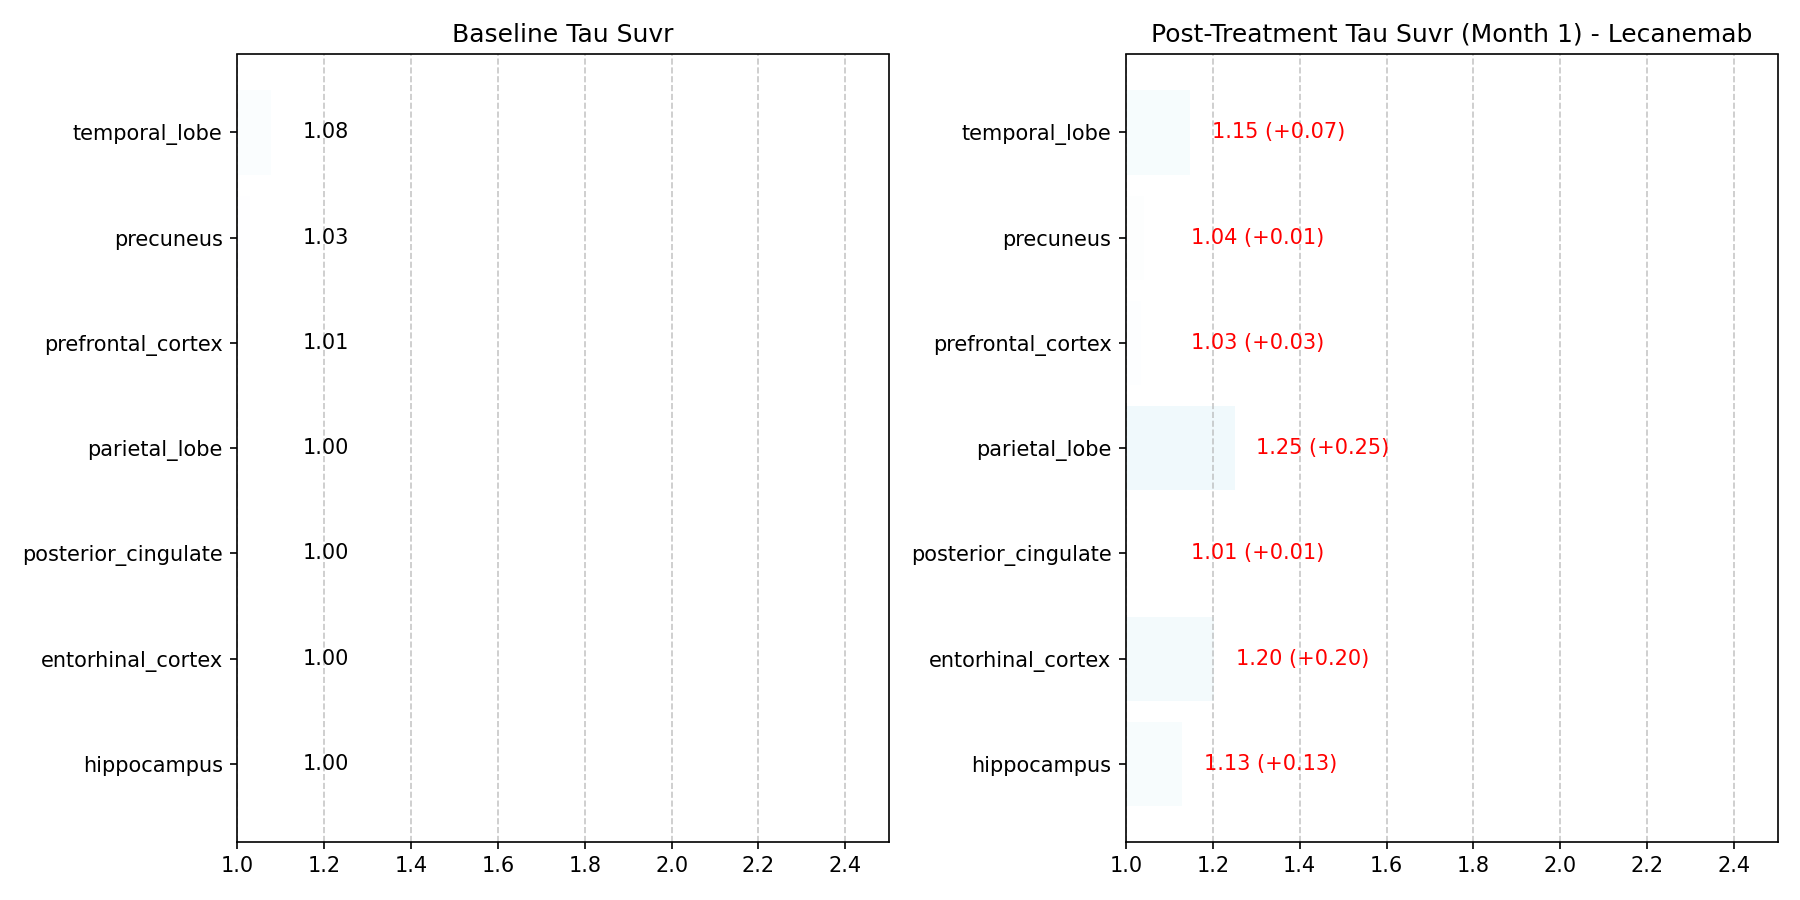 Baseline Tau Suvr
temporal_lobe
1.08
precuneus
1.03
prefrontal_cortex
1.01
parietal_lobe
1.00
posterior_cingulate
1.00
entorhinal_cortex
1.00
hippocampus
1.00
1.0 1.2 1.4 1.6 1.8 2.0 2.2 2.4
Post-Treatment Tau Suvr (Month 1) - Lecanemab
temporal_lobe
1.15 (+0.07)
precuneus
1.04 (+0.01)
prefrontal_cortex
1.03 (+0.03)
parietal_lobe
1.25 (+0.25)
posterior_cingulate
1.01 (+0.01)
entorhinal_cortex
1.20 (+0.20)
hippocampus
1.13 (+0.13)
1.0 1.2 1.4 1.6 1.8 2.0 2.2 2.4